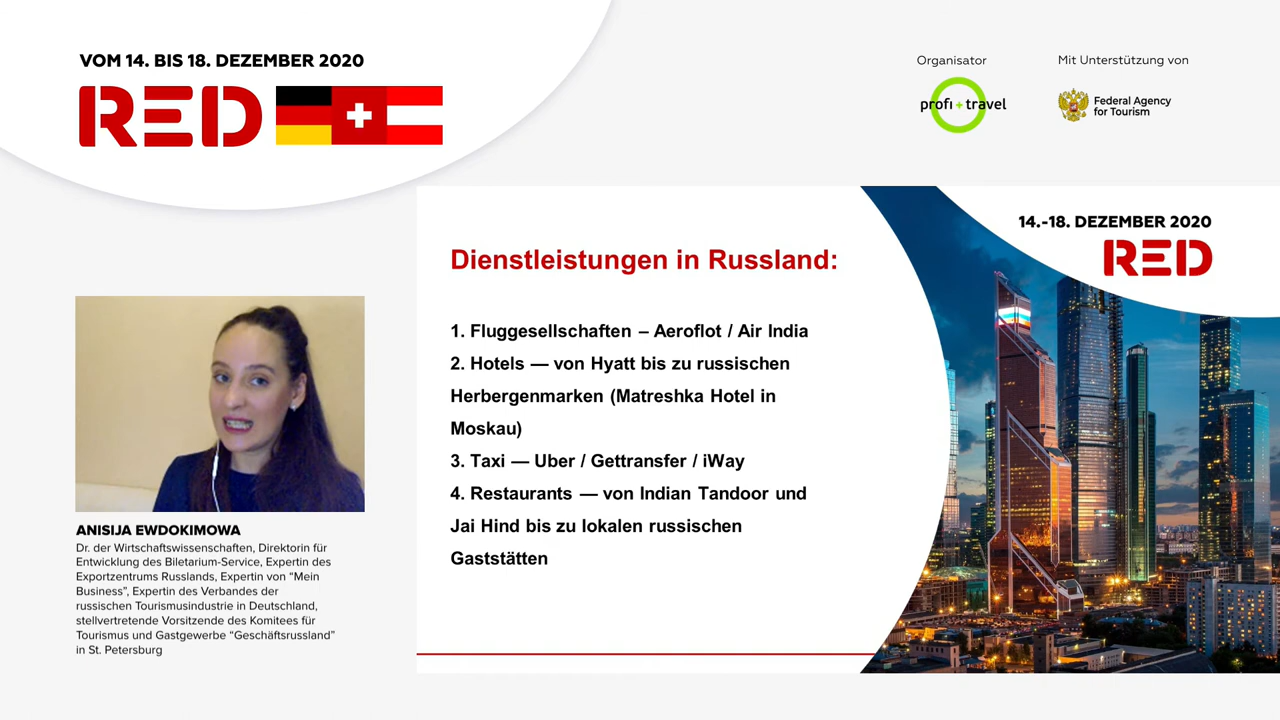 VOM 14. BIS 18. DEZEMBER 2020
RED
Organisator
profi + travel
Mit Unterstützung von
Federal Agency
for Tourism
14.-18. DEZEMBER 2020
RED
Dienstleistungen in Russland:
1. Fluggesellschaften – Aeroflot / Air India
2. Hotels — von Hyatt bis zu russischen
Herbergenmarken (Matreshka Hotel in
Moskau)
3. Taxi — Uber / Gettransfer / iWay
4. Restaurants — von Indian Tandoor und
Jai Hind bis zu lokalen russischen
Gaststätten
ANISIJA EWDOKIMOWA
Dr. der Wirtschaftswissenschaften, Direktorin für
Entwicklung des Biletarium-Service, Expertin des
Exportzentrums Russlands, Expertin von “Mein
Business”, Expertin des Verbandes der
russischen Tourismusindustrie in Deutschland,
stellvertretende Vorsitzende des Komitees für
Tourismus und Gastgewerbe “Geschäftsrussland”
in St. Petersburg